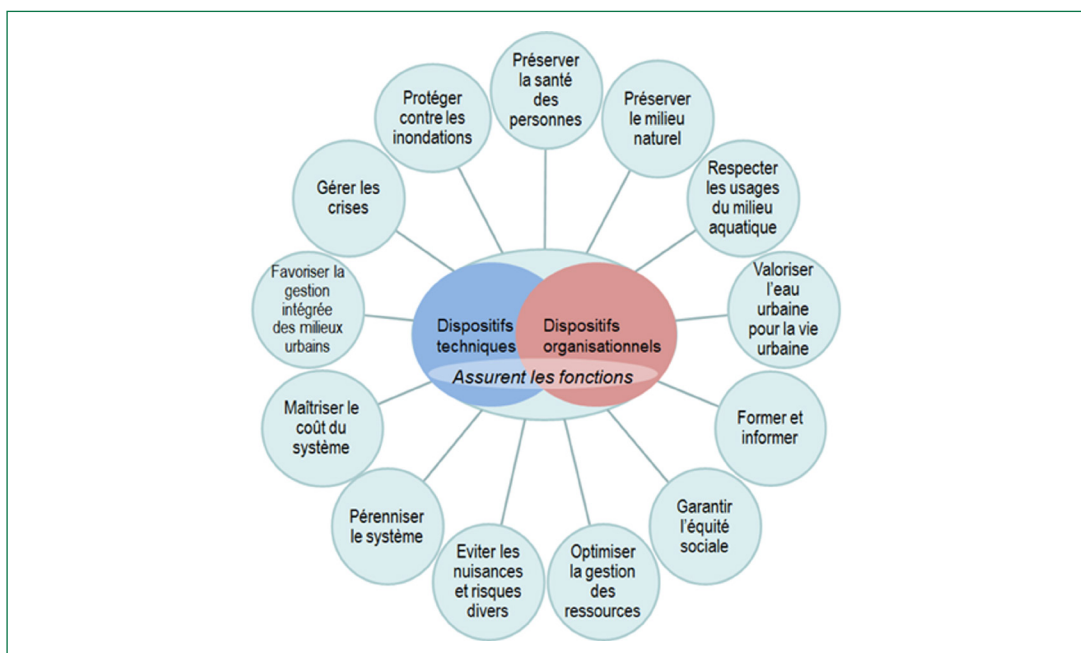 Préserver
la santé
des
personnes
Préserver
le milieu
naturel
Respecter
les usages
du milieu
aquatique
Valoriser
l'eau
urbaine
pour la vie
urbaine
Former et
informer
Garantir
l'équité
sociale
Optimiser
la gestion
des
ressources
Eviter les
nuisances
et risques
divers
Pérenniser
le système
Maîtriser le
coût du
système
Favoriser la
gestion
intégrée
des milieux
urbains
Gérer les
crises
Protéger
contre les
inondations
Dispositifs
techniques
Dispositifs
organisationnels
Assurent les fonctions